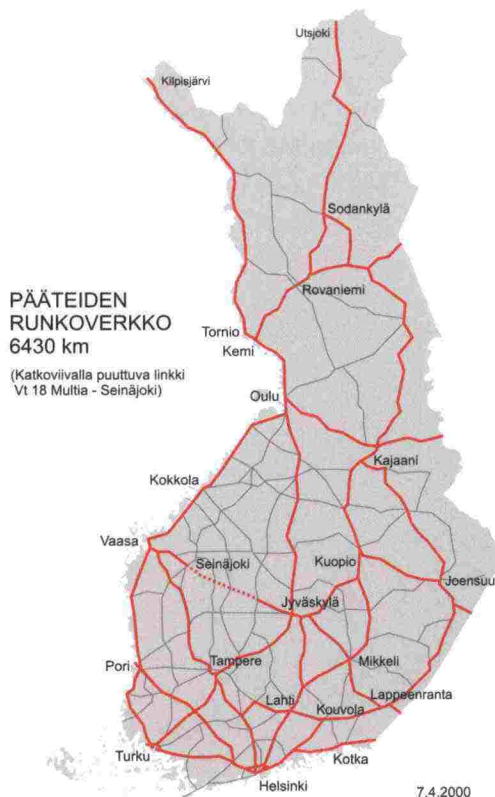 Utsjoki
Kilpisjärvi
Sodankylä
PÄÄTEIDEN
RUNKOVERKKO
6430 km
(Katkoviivalla puuttuva linkki
Vt 18 Multia - Seinäjoki)
Rovaniemi
Tornio
Kemi
Oulu
Kajaani
Kokkola
Vaasa
Seinäjoki
Kuopio
Joensuu
Jyväskylä
Pori
Tampere
Mikkeli
Lahti
Lappeenranta
Kouvola
Turku
Kotka
Helsinki
7.4.2000